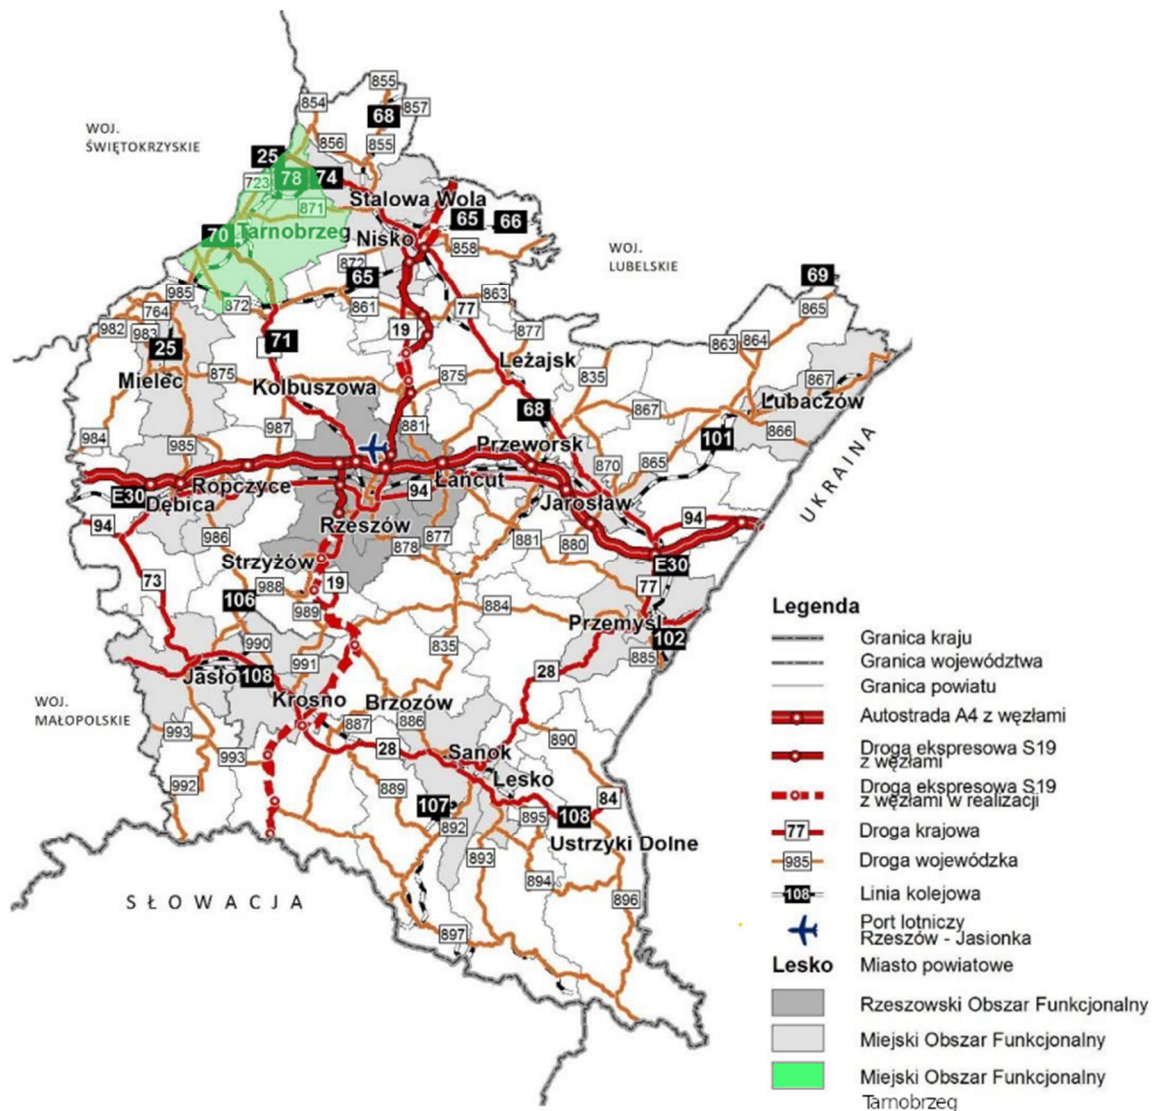 855
854
857
68
WOJ.
ŚWIĘTOKRZYSKIE
856
855
25
78
74
723
871
Stalowa Wola
65
66
70
Tarnobrzeg
Nisko
858
WOJ.
LUBELSKIE
872
65
69
985
872
861
863
865
764
77
982
983
19
877
71
863
864
25
Leżajsk
Mielec
875
Kolbuszowa
875
835
867
68
867
Lubaczów
984
987
881
866
985
Przeworsk
101
870
865
UKRAINA
E30
Ropczyce
Łańcut
94
Dębica
Jarosław
94
94
Rzeszów
986
877
881
880
878
Strzyżów
E30
73
19
77
106
988
989
884
Legenda
Przemyśl
Granica kraju
102
990
835
885
Granica województwa
991
28
Jasło
108
Granica powiatu
WOJ.
MAŁOPOLSKIE
Krosno
Brzozów
Autostrada A4 z węzłami
887
886
993
890
28
Sanok
Droga ekspresowa S19
z węzłami
993
Lesko
992
889
84
Droga ekspresowa S19
z węzłami w realizacji
107
895
108
892
77
Droga krajowa
Ustrzyki Dolne
893
985
Droga wojewódzka
894
896
108
Linia kolejowa
SŁOWACJA
897
Port lotniczy
Rzeszów - Jasionka
Lesko
Miasto powiatowe
Rzeszowski Obszar Funkcjonalny
Miejski Obszar Funkcjonalny
Miejski Obszar Funkcjonalny
Tarnobrzeg